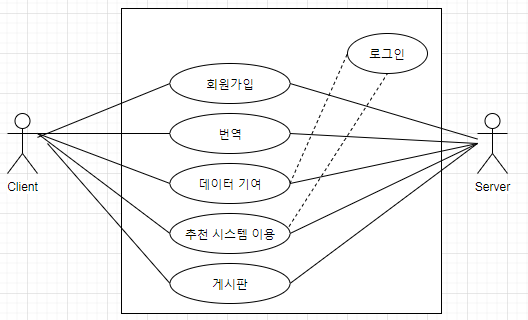 로그인
회원가입
번역
데이터 기여
추천 시스템 이용
게시판
Client
Server